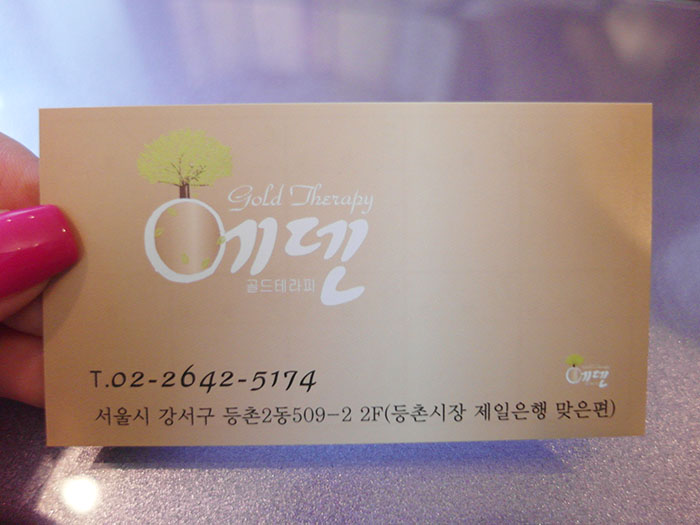 Gold Therapy
에덴
골드테라피
T.02-2642-5174
에덴
서울시 강서구 등촌2동509-2 2F(등촌시장 제일은행 맞은편)